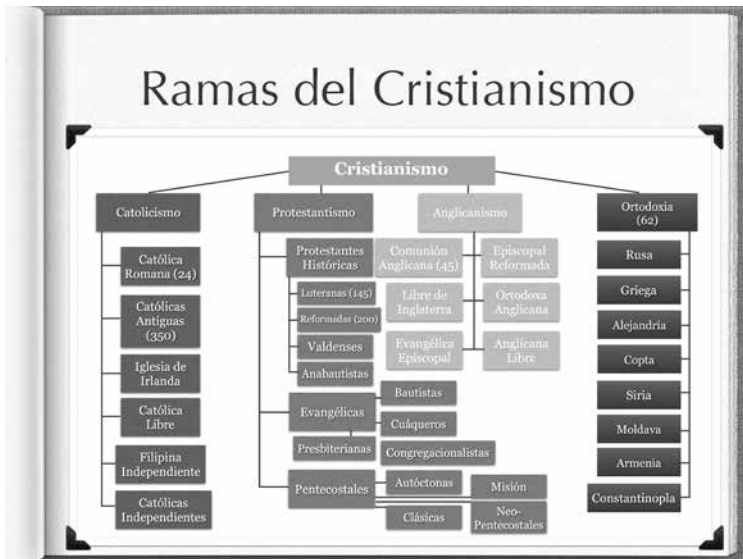 Ramas del Cristianismo
Cristianismo
Catolicismo
Católica
Romana (24)
Católicas
Antiguas
(350)
Iglesia de
Irlanda
Católica
Libre
Filipina
Independiente
Católicas
Independientes
Protestantismo
Protestantes
Históricas
Luteranas (145)
Reformadas (200)
Valdenses
Anabautistas
Evangélicas
Bautistas
Cuáqueros
Presbiterianas
Congregacionalistas
Pentecostales
Autóctonas
Misión
Clásicas
Neo-
Pentecostales
Anglicanismo
Comunión
Anglicana (45)
Episcopal
Reformada
Libre de
Inglaterra
Ortodoxa
Anglicana
Evangélica
Episcopal
Anglicana
Libre
Ortodoxia
(62)
Rusa
Griega
Alejandría
Copta
Siria
Moldava
Armenia
Constantinopla